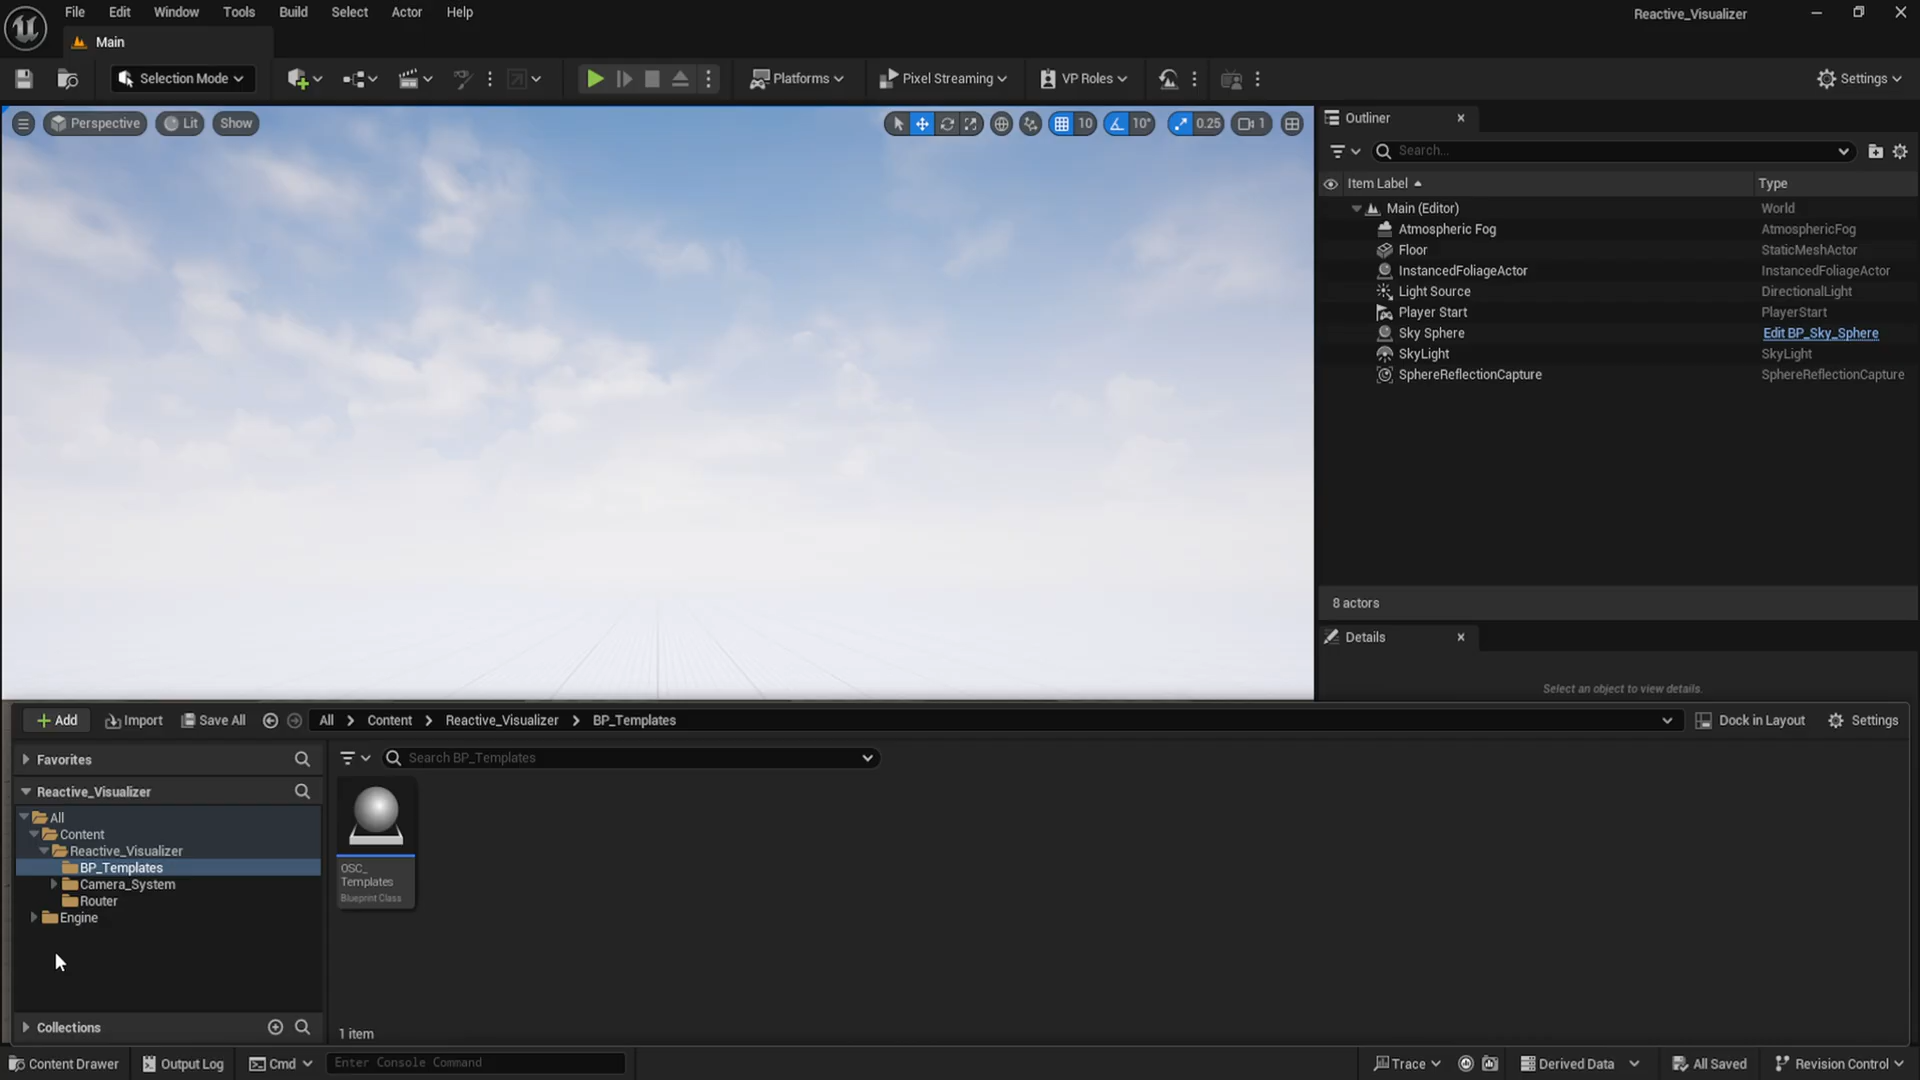 File Edit Window Tools Build Select Actor Help
Reactive_Visualizer
Main
Selection Mode
Platforms
Pixel Streaming
VP Roles
Settings
Perspective
Lit
Show
10
10°
0.25
1
Outliner
Search...
Item Label
Type
Main (Editor) World
Atmospheric Fog AtmosphericFog
Floor StaticMeshActor
InstancedFoliageActor InstancedFoliageActor
Light Source DirectionalLight
Player Start PlayerStart
Sky Sphere Edit BP_Sky_Sphere
SkyLight SkyLight
SphereReflectionCapture SphereReflectionCapture
8 actors
Details
Select an object to view details.
Add Import Save All All Content Reactive_Visualizer BP_Templates Dock in Layout Settings
Favorites
Search BP_Templates
Reactive_Visualizer
All
Content
Reactive_Visualizer
BP_Templates
Camera_System
Router
Engine
OSC_
Templates
Blueprint Class
Collections
1 item
Content Drawer Output Log Cmd Enter Console Command Trace Derived Data All Saved Revision Control